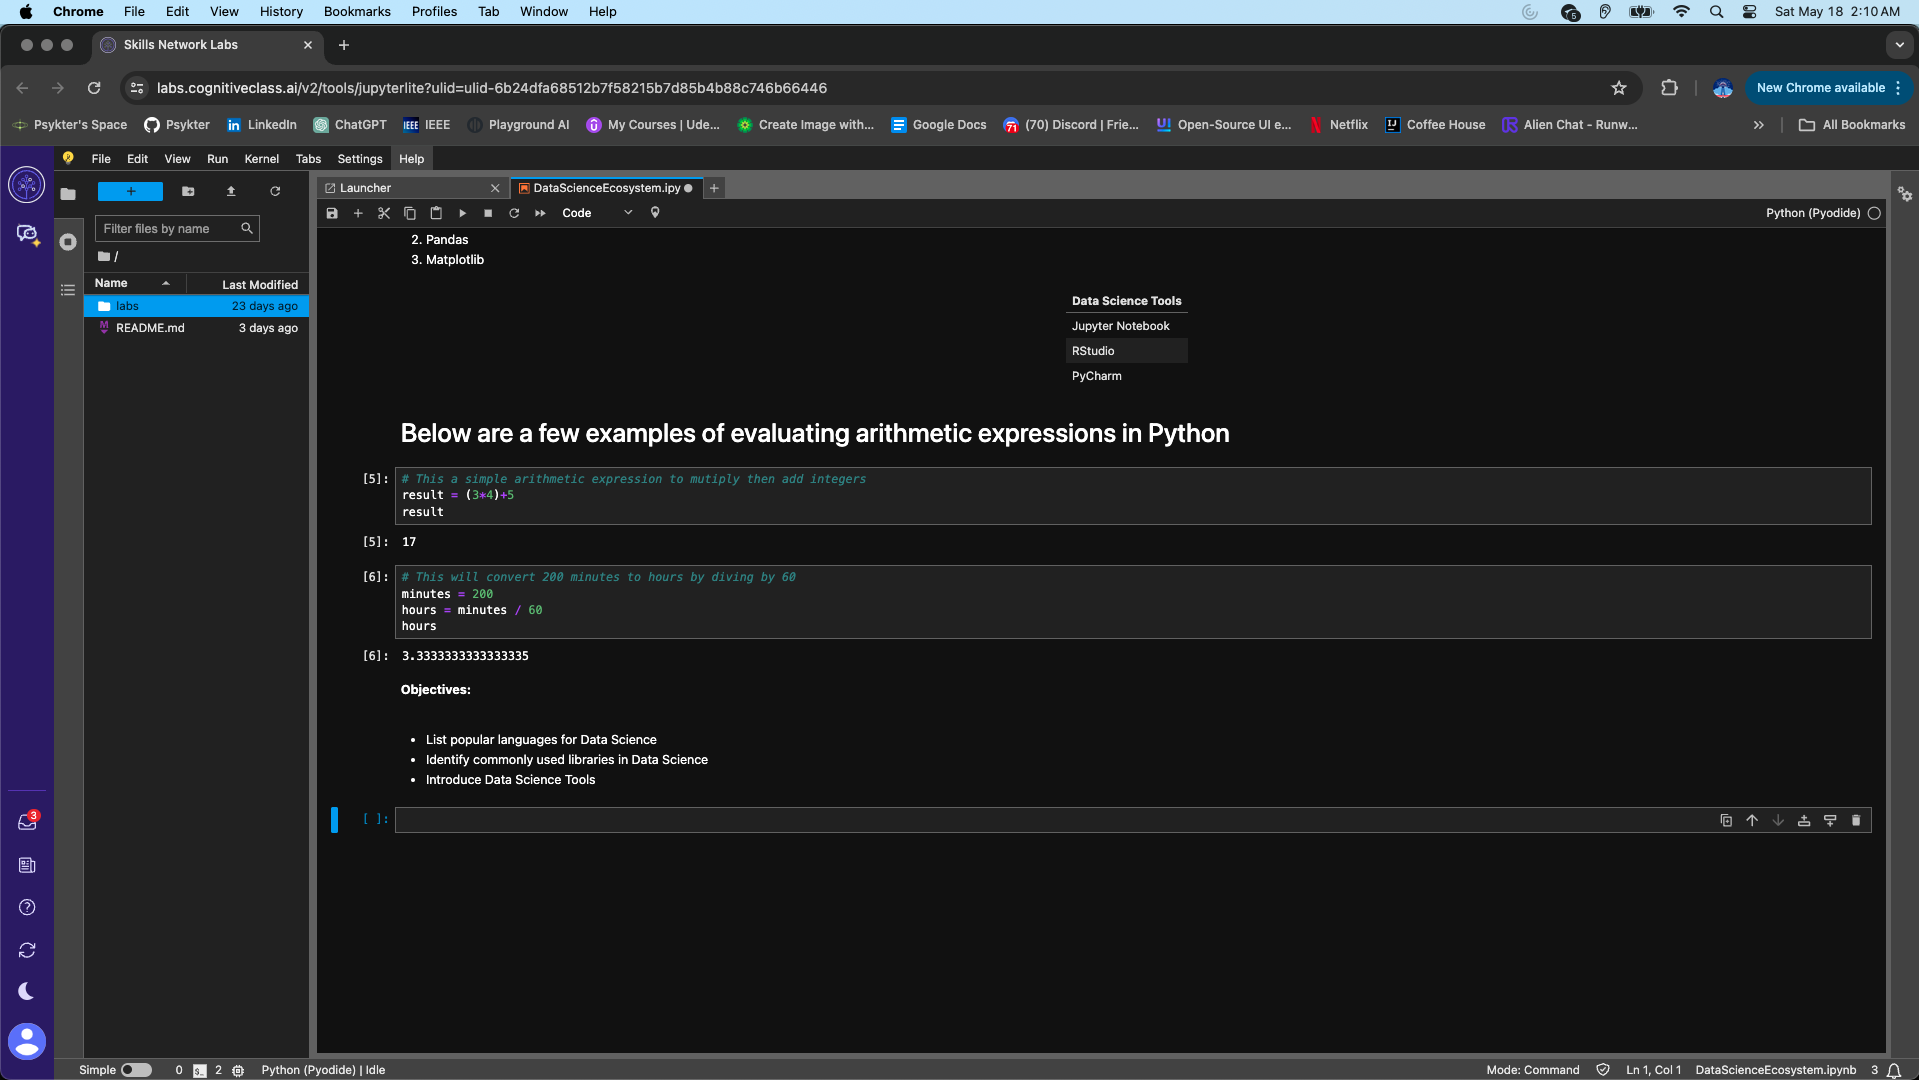 Chrome File Edit View History Bookmarks Profiles Tab Window Help
5
Sat May 18 2:10 AM
Skills Network Labs
labs.cognitiveclass.ai/v2/tools/jupyterlite?ulid=ulid-6b24dfa68512b7f58215b7d85b4b88c746b66446
New Chrome available
Psykter's Space Psykter LinkedIn ChatGPT IEEE IEEE Playground AI My Courses | Ude... Create Image with... Google Docs 71 (70) Discord | Frie... Open-Source UI e... Netflix IJ Coffee House Alien Chat - Runw... All Bookmarks
File Edit View Run Kernel Tabs Settings Help
Launcher
DataScienceEcosystem.ipy
Code
Python (Pyodide)
Filter files by name
/
Name Last Modified
labs 23 days ago
README.md 3 days ago
2. Pandas
3. Matplotlib
Data Science Tools
Jupyter Notebook
RStudio
PyCharm
Below are a few examples of evaluating arithmetic expressions in Python
[5]: # This a simple arithmetic expression to mutiply then add integers
result = (3*4)+5
result
[5]: 17
[6]: # This will convert 200 minutes to hours by diving by 60
minutes = 200
hours = minutes / 60
hours
[6]: 3.3333333333333335
Objectives:
• List popular languages for Data Science
• Identify commonly used libraries in Data Science
• Introduce Data Science Tools
[ ]:
3
Simple 0 2 Python (Pyodide) | Idle
Mode: Command Ln 1, Col 1 DataScienceEcosystem.ipynb 3